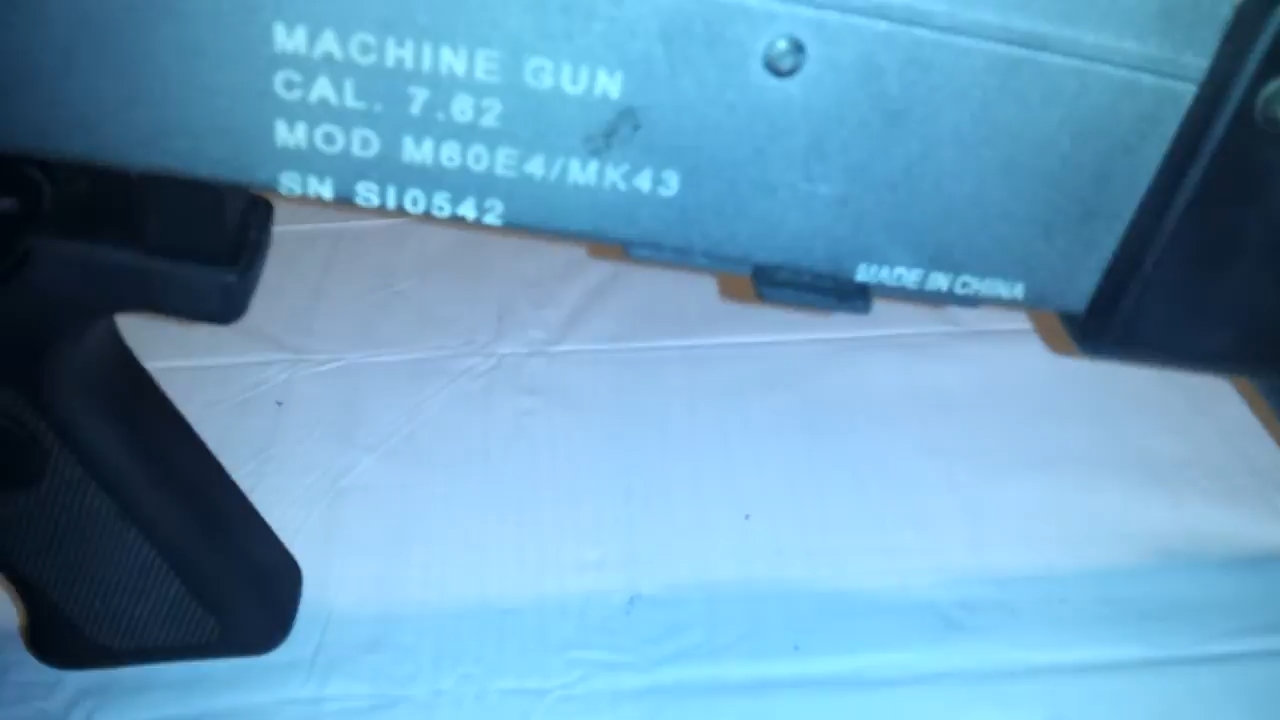 MACHINE GUN
CAL. 7.62
MOD M60E4/MK43
SN SI0542
MADE IN CHINA